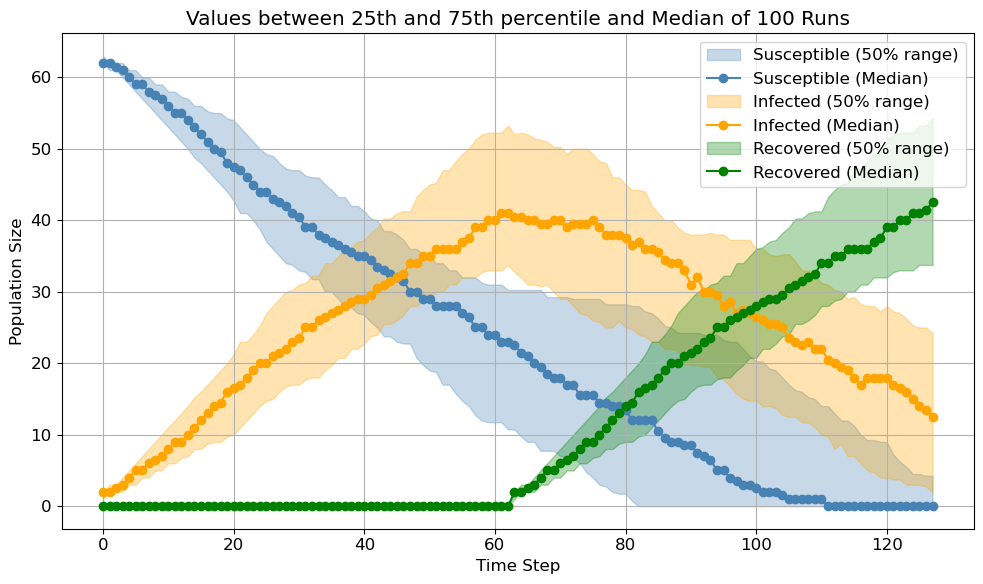 Values between 25th and 75th percentile and Median of 100 Runs
Susceptible (50% range)
Susceptible (Median)
Infected (50% range)
Infected (Median)
Recovered (50% range)
Recovered (Median)
Population Size
60
50
40
30
20
10
0
0 20 40 60 80 100 120
Time Step